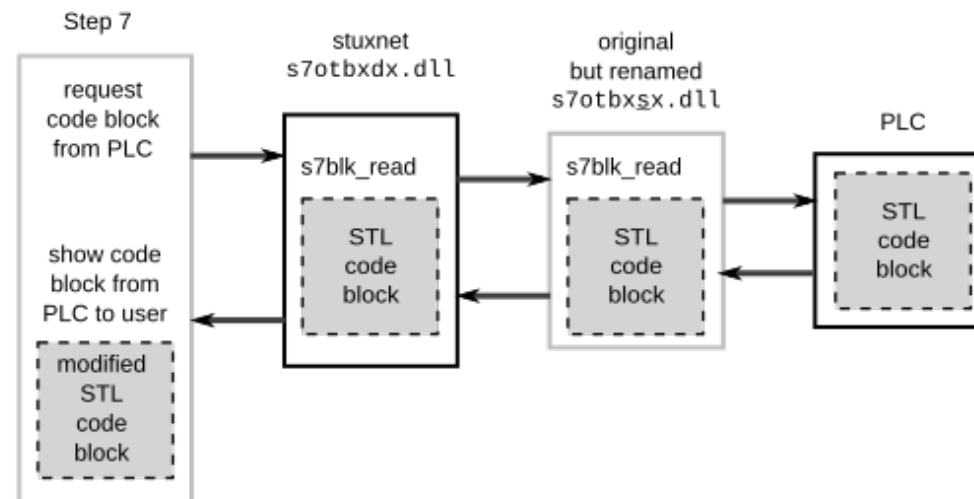 Step 7
request
code block
from PLC
show code
block from
PLC to user
modified
STL
code
block
stuxnet
s7otbxdx.dll
s7blk_read
STL
code
block
original
but renamed
s7otbxsx.dll
s7blk_read
STL
code
block
PLC
STL
code
block